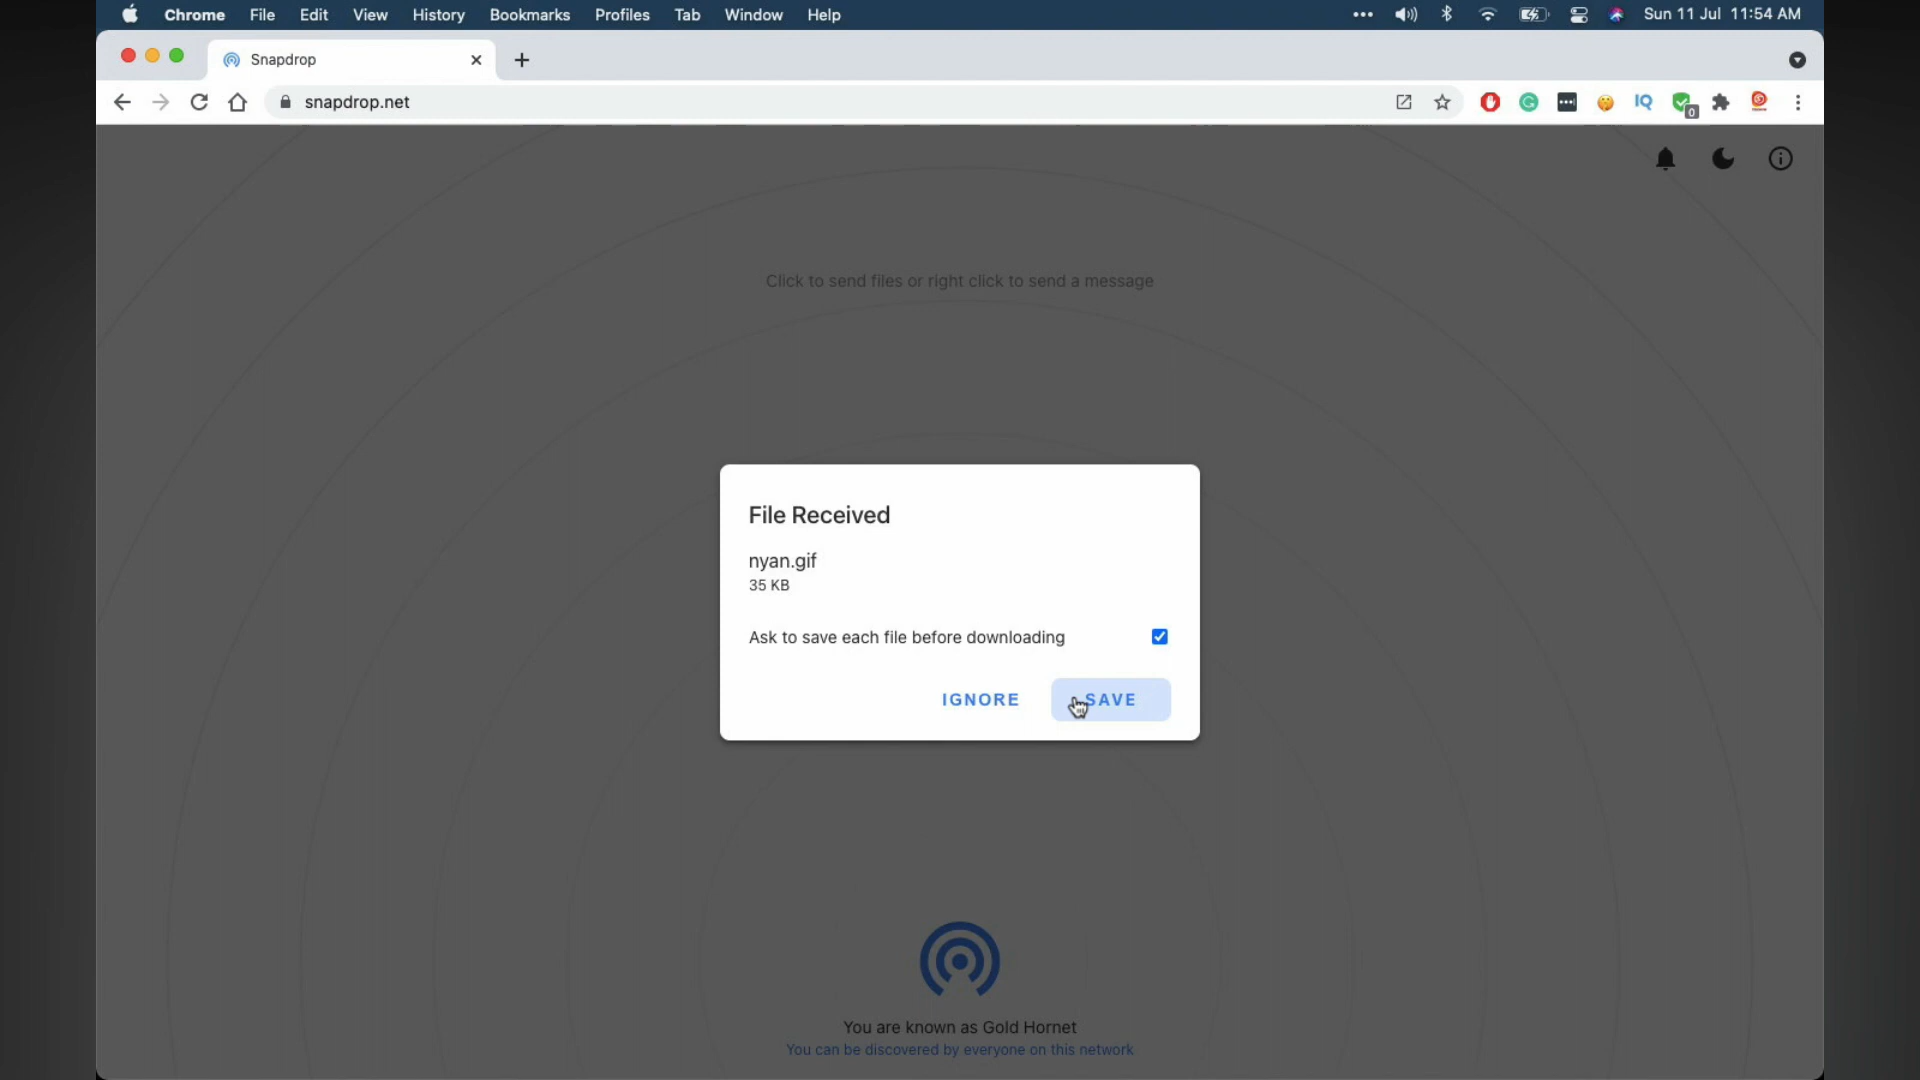 Chrome File Edit View History Bookmarks Profiles Tab Window Help Sun 11 Jul 11:54 AM
Snapdrop
snapdrop.net
IQ
0
Click to send files or right click to send a message
File Received
nyan.gif
35 KB
Ask to save each file before downloading
IGNORE SAVE
You are known as Gold Hornet
You can be discovered by everyone on this network